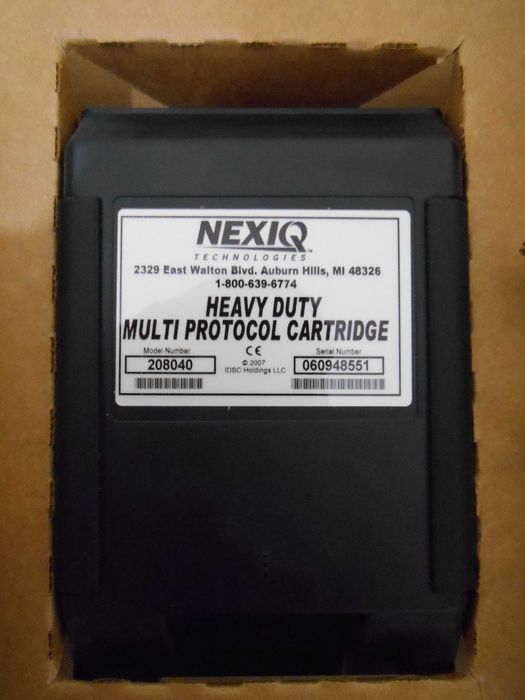 NEXIQ™
TECHNOLOGIES
2329 East Walton Blvd. Auburn Hills, MI 48326
1-800-639-6774
HEAVY DUTY
MULTI PROTOCOL CARTRIDGE
Model Number CE Serial Number
208040 © 2007 060948551
IDSC Holdings LLC